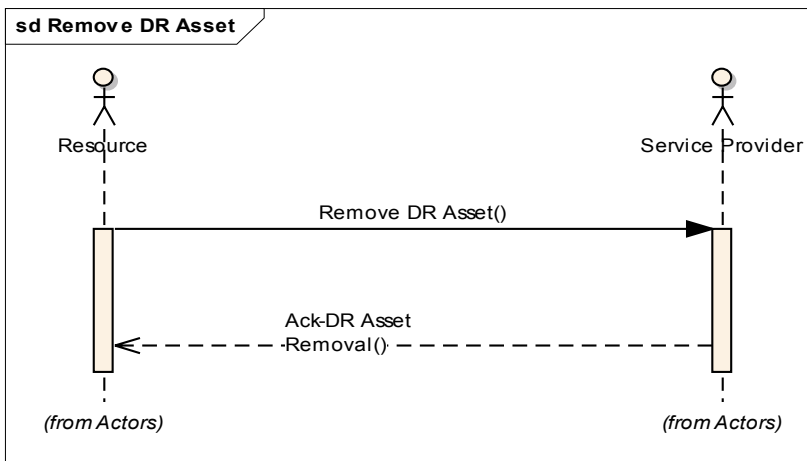 sd Remove DR Asset
Resource
Service Provider
Remove DR Asset()
Ack-DR Asset
Removal()
(from Actors)
(from Actors)